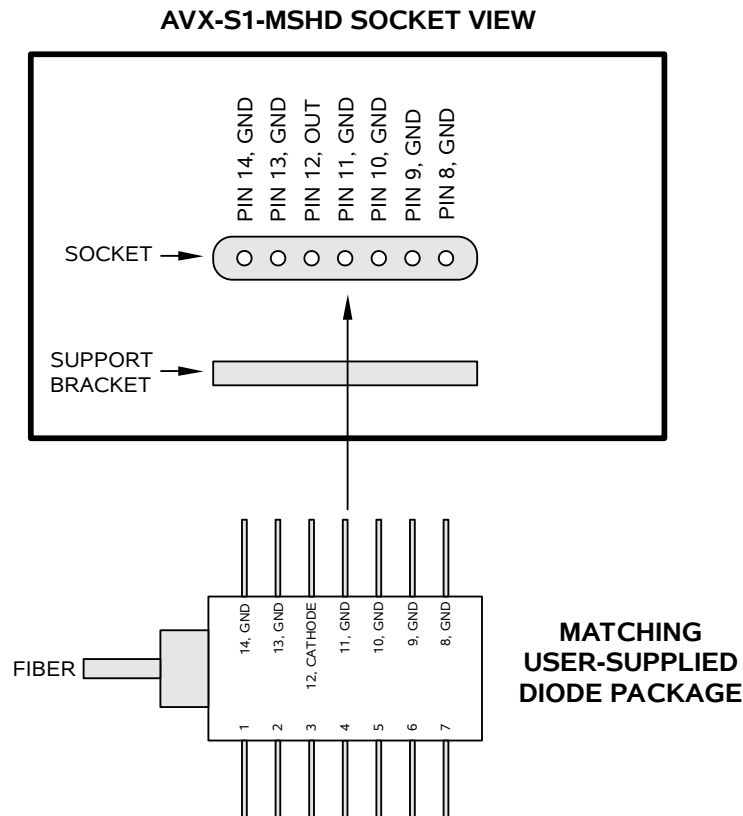 AVX-S1-MSHD SOCKET VIEW
PIN 14, GND
PIN 13, GND
PIN 12, OUT
PIN 11, GND
PIN 10, GND
PIN 9, GND
PIN 8, GND
SOCKET
SUPPORT
BRACKET
14, GND
13, GND
12, CATHODE
11, GND
10, GND
9, GND
8, GND
FIBER
1
2
3
4
5
6
7
MATCHING
USER-SUPPLIED
DIODE PACKAGE